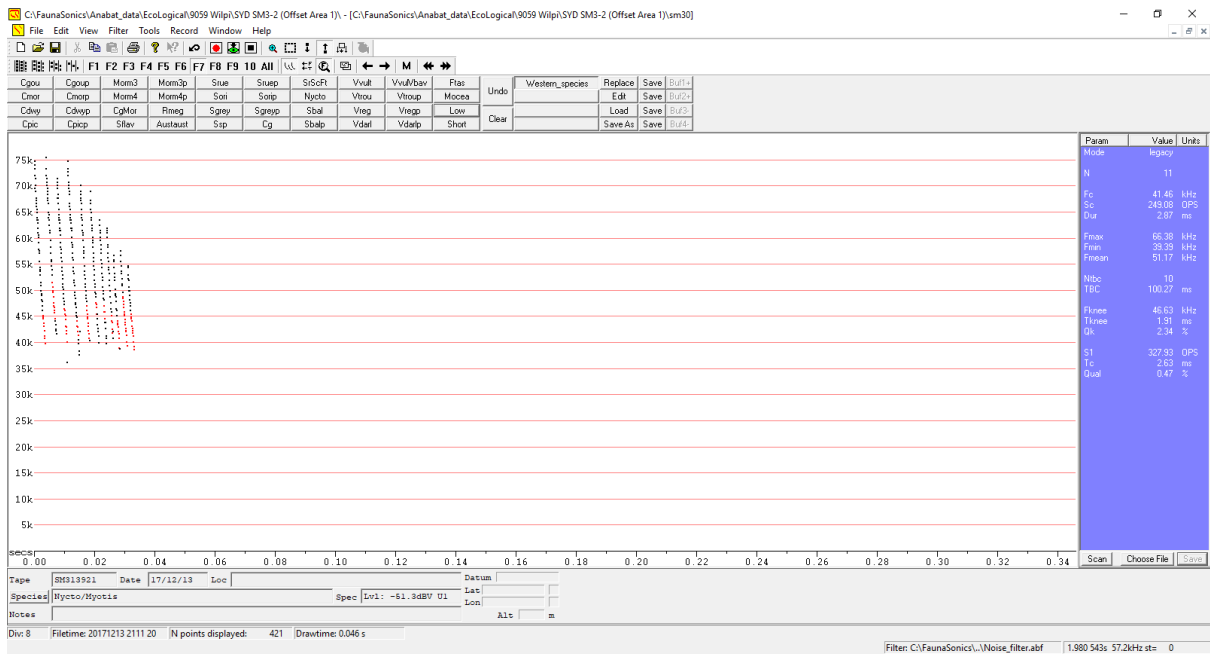 C:\FaunaSonics\Anabat_data\EcoLogical\9059 Wilpi\SYD SM3-2 (Offset Area 1)\ - [C:\FaunaSonics\Anabat_data\EcoLogical\9059 Wilpi\SYD SM3-2 (Offset Area 1)\sm30]
File Edit View Filter Tools Record Window Help
F1 F2 F3 F4 F5 F6 F7 F8 F9 10 All M
Cgou Cgoup Morm3 Morm3p Srue Sruep SrScFt Vvult Vvul/Vbav Ftas Undo Western_species Replace Save Buf1+
Cmor Cmorp Morm4 Morm4p Sori Sorip Nycto Vtrou Vtroup Mocea Edit Save Buf2+
Cdwy Cdwyp CgMor Rmeg Sgrey Sgreyp Sbal Vreg Vregp Low Clear Load Save Buf3-
Cpic Cpicp Sflav Austaust Ssp Cg Sbalp Vdarl Vdarlp Short Save As Save Buf4-
Param Value Units
Mode legacy
N 11
Fc 41.46 kHz
Sc 249.08 OPS
Dur 2.87 ms
Fmax 66.38 kHz
Fmin 39.39 kHz
Fmean 51.17 kHz
Ntbc 10
TBC 100.27 ms
Fknee 46.63 kHz
Tknee 1.91 ms
Qk 2.34 %
S1 327.93 OPS
Tc 2.63 ms
Qual 0.47 %
75k
70k
65k
60k
55k
50k
45k
40k
35k
30k
25k
20k
15k
10k
5k
secs
0.00 0.02 0.04 0.06 0.08 0.10 0.12 0.14 0.16 0.18 0.20 0.22 0.24 0.26 0.28 0.30 0.32 0.34
Scan Choose File Save
Tape SM313921 Date 17/12/13 Loc Datum
Species Nycto/Myotis Spec Lvl: -51.3dBV U1 Lat
Lon
Notes Alt m
Div: 8 Filetime: 20171213 2111 20 N points displayed: 421 Drawtime: 0.046 s
Filter: C:\FaunaSonics\...\Noise_filter.abf 1.980 543s 57.2kHz st= 0